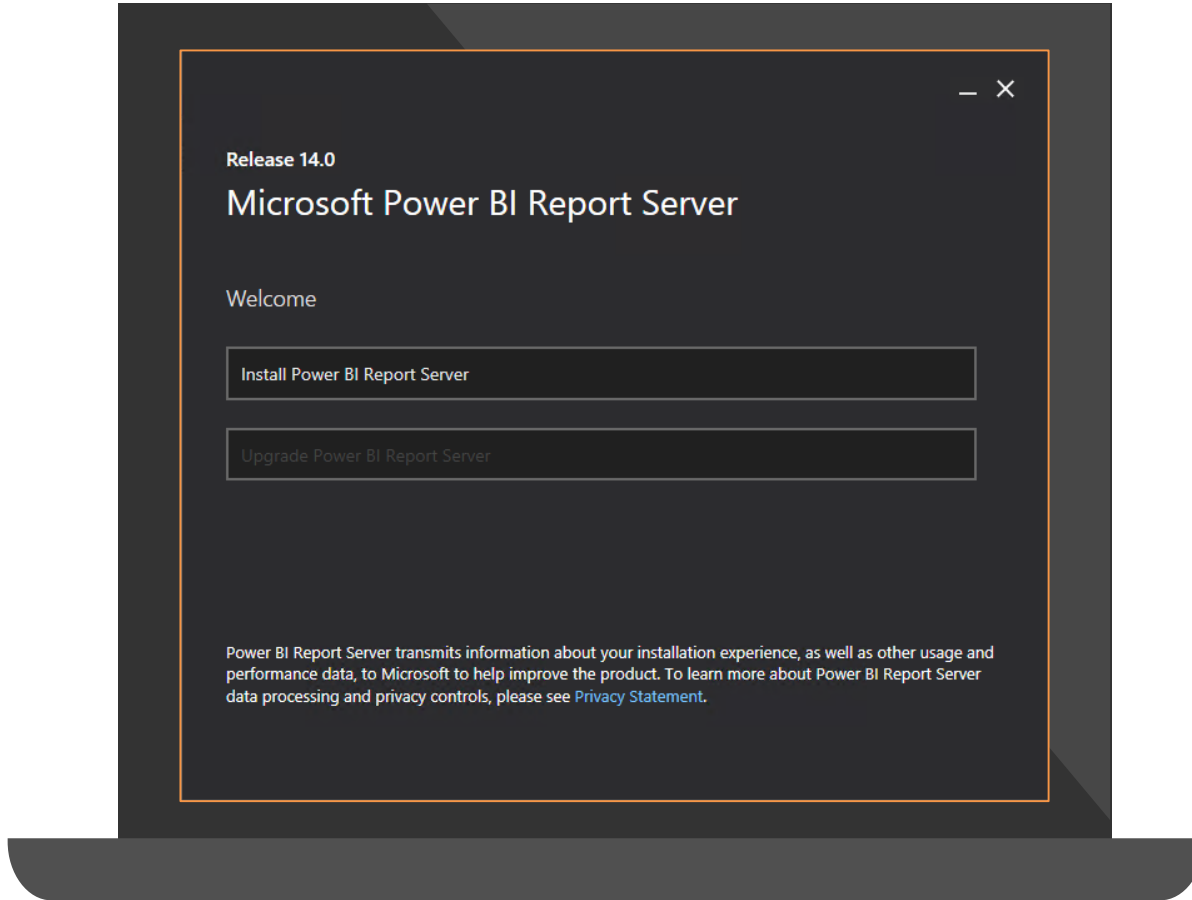 Release 14.0
Microsoft Power BI Report Server
Welcome
Install Power BI Report Server
Upgrade Power BI Report Server
Power BI Report Server transmits information about your installation experience, as well as other usage and
performance data, to Microsoft to help improve the product. To learn more about Power BI Report Server
data processing and privacy controls, please see Privacy Statement.